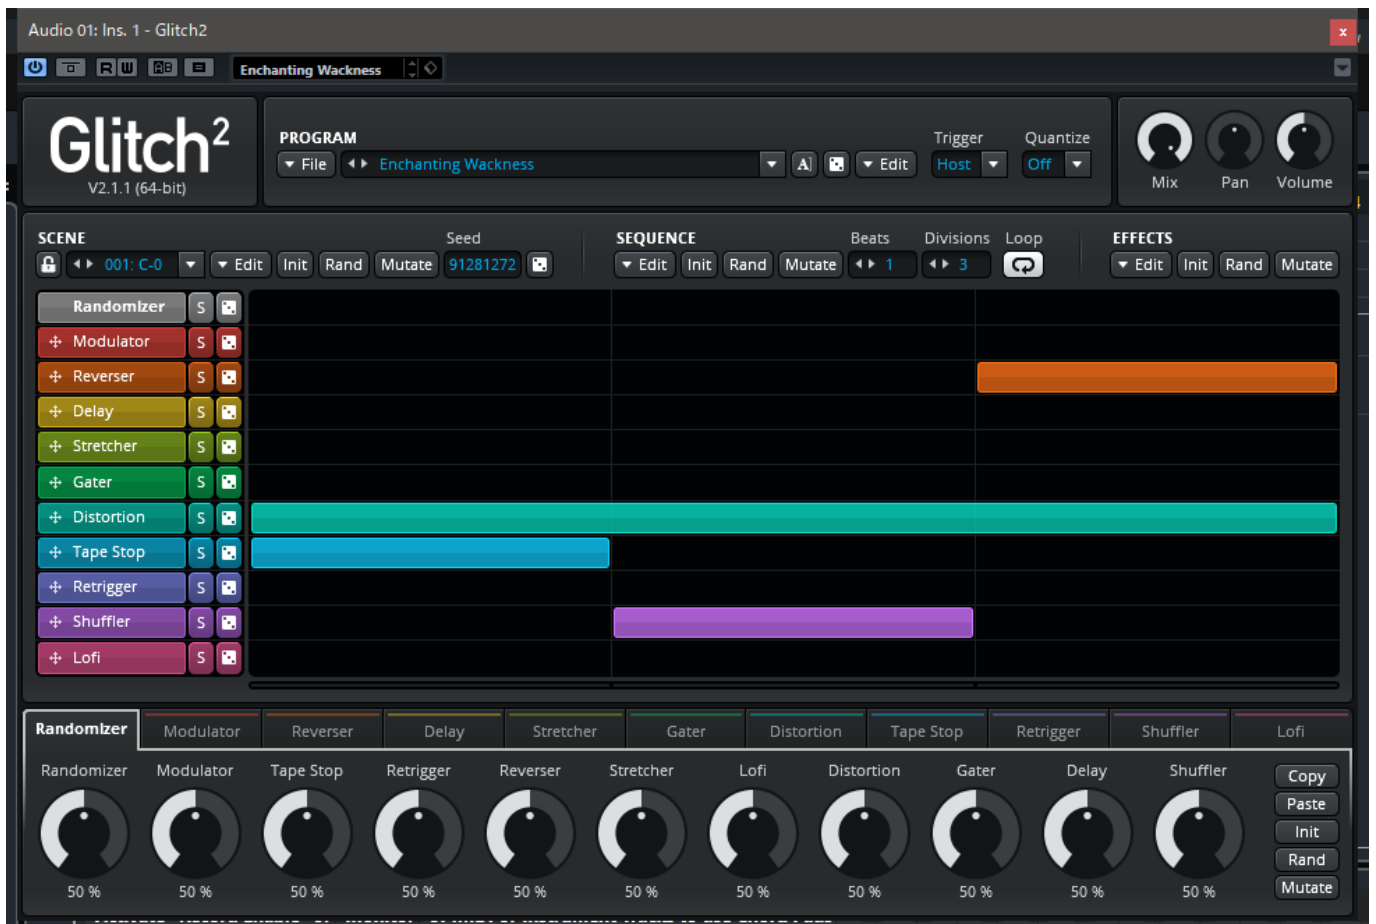 Audio 01: Ins. 1 - Glitch2
x
R W AB Enchanting Wackness
Glitch2
V2.1.1 (64-bit)
PROGRAM
File Enchanting Wackness A Edit
Trigger Quantize
Host Off
Mix Pan Volume
SCENE Seed
001: C-0 Edit Init Rand Mutate 91281272
SEQUENCE Beats Divisions Loop
Edit Init Rand Mutate 1 3
EFFECTS
Edit Init Rand Mutate
Randomizer S
Modulator S
Reverser S
Delay S
Stretcher S
Gater S
Distortion S
Tape Stop S
Retrigger S
Shuffler S
Lofi S
Randomizer Modulator Reverser Delay Stretcher Gater Distortion Tape Stop Retrigger Shuffler Lofi
Randomizer Modulator Tape Stop Retrigger Reverser Stretcher Lofi Distortion Gater Delay Shuffler
50 % 50 % 50 % 50 % 50 % 50 % 50 % 50 % 50 % 50 % 50 %
Copy
Paste
Init
Rand
Mutate